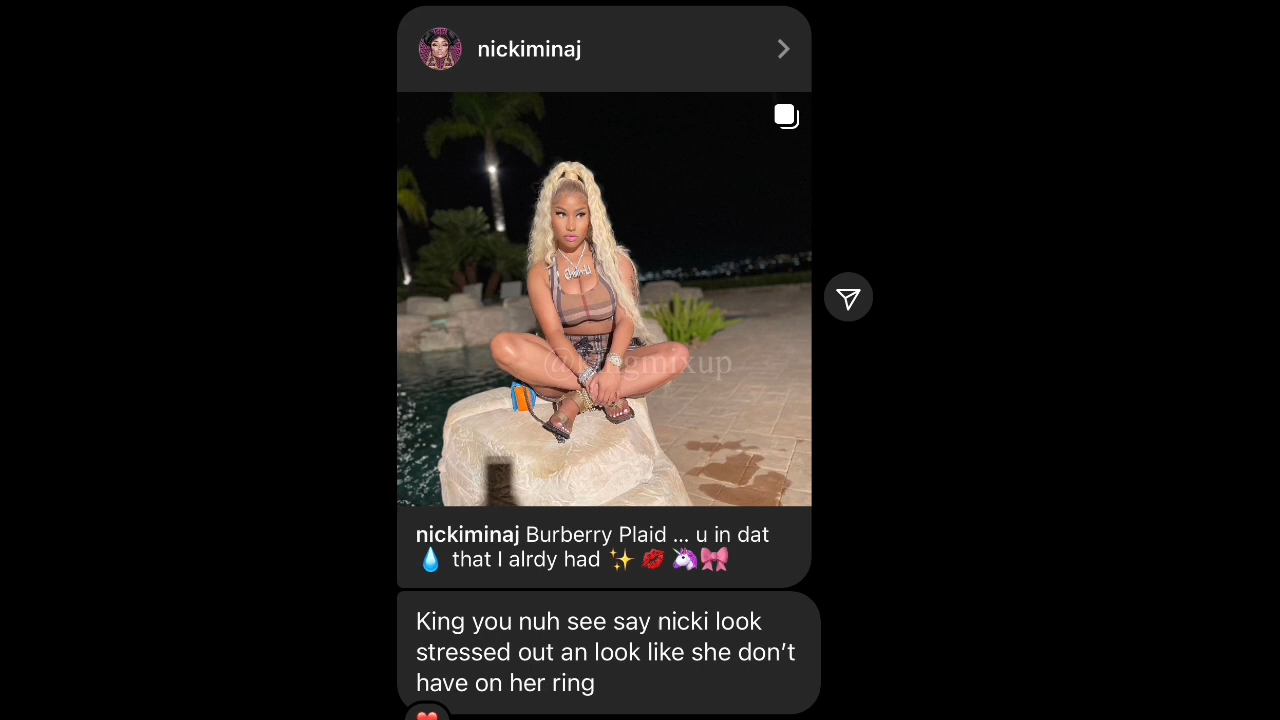 nickiminaj
mixup
nickiminaj Burberry Plaid ... u in dat
💧 that I alrdy had ✨ 💋 🦄🎀
King you nuh see say nicki look
stressed out an look like she don’t
have on her ring